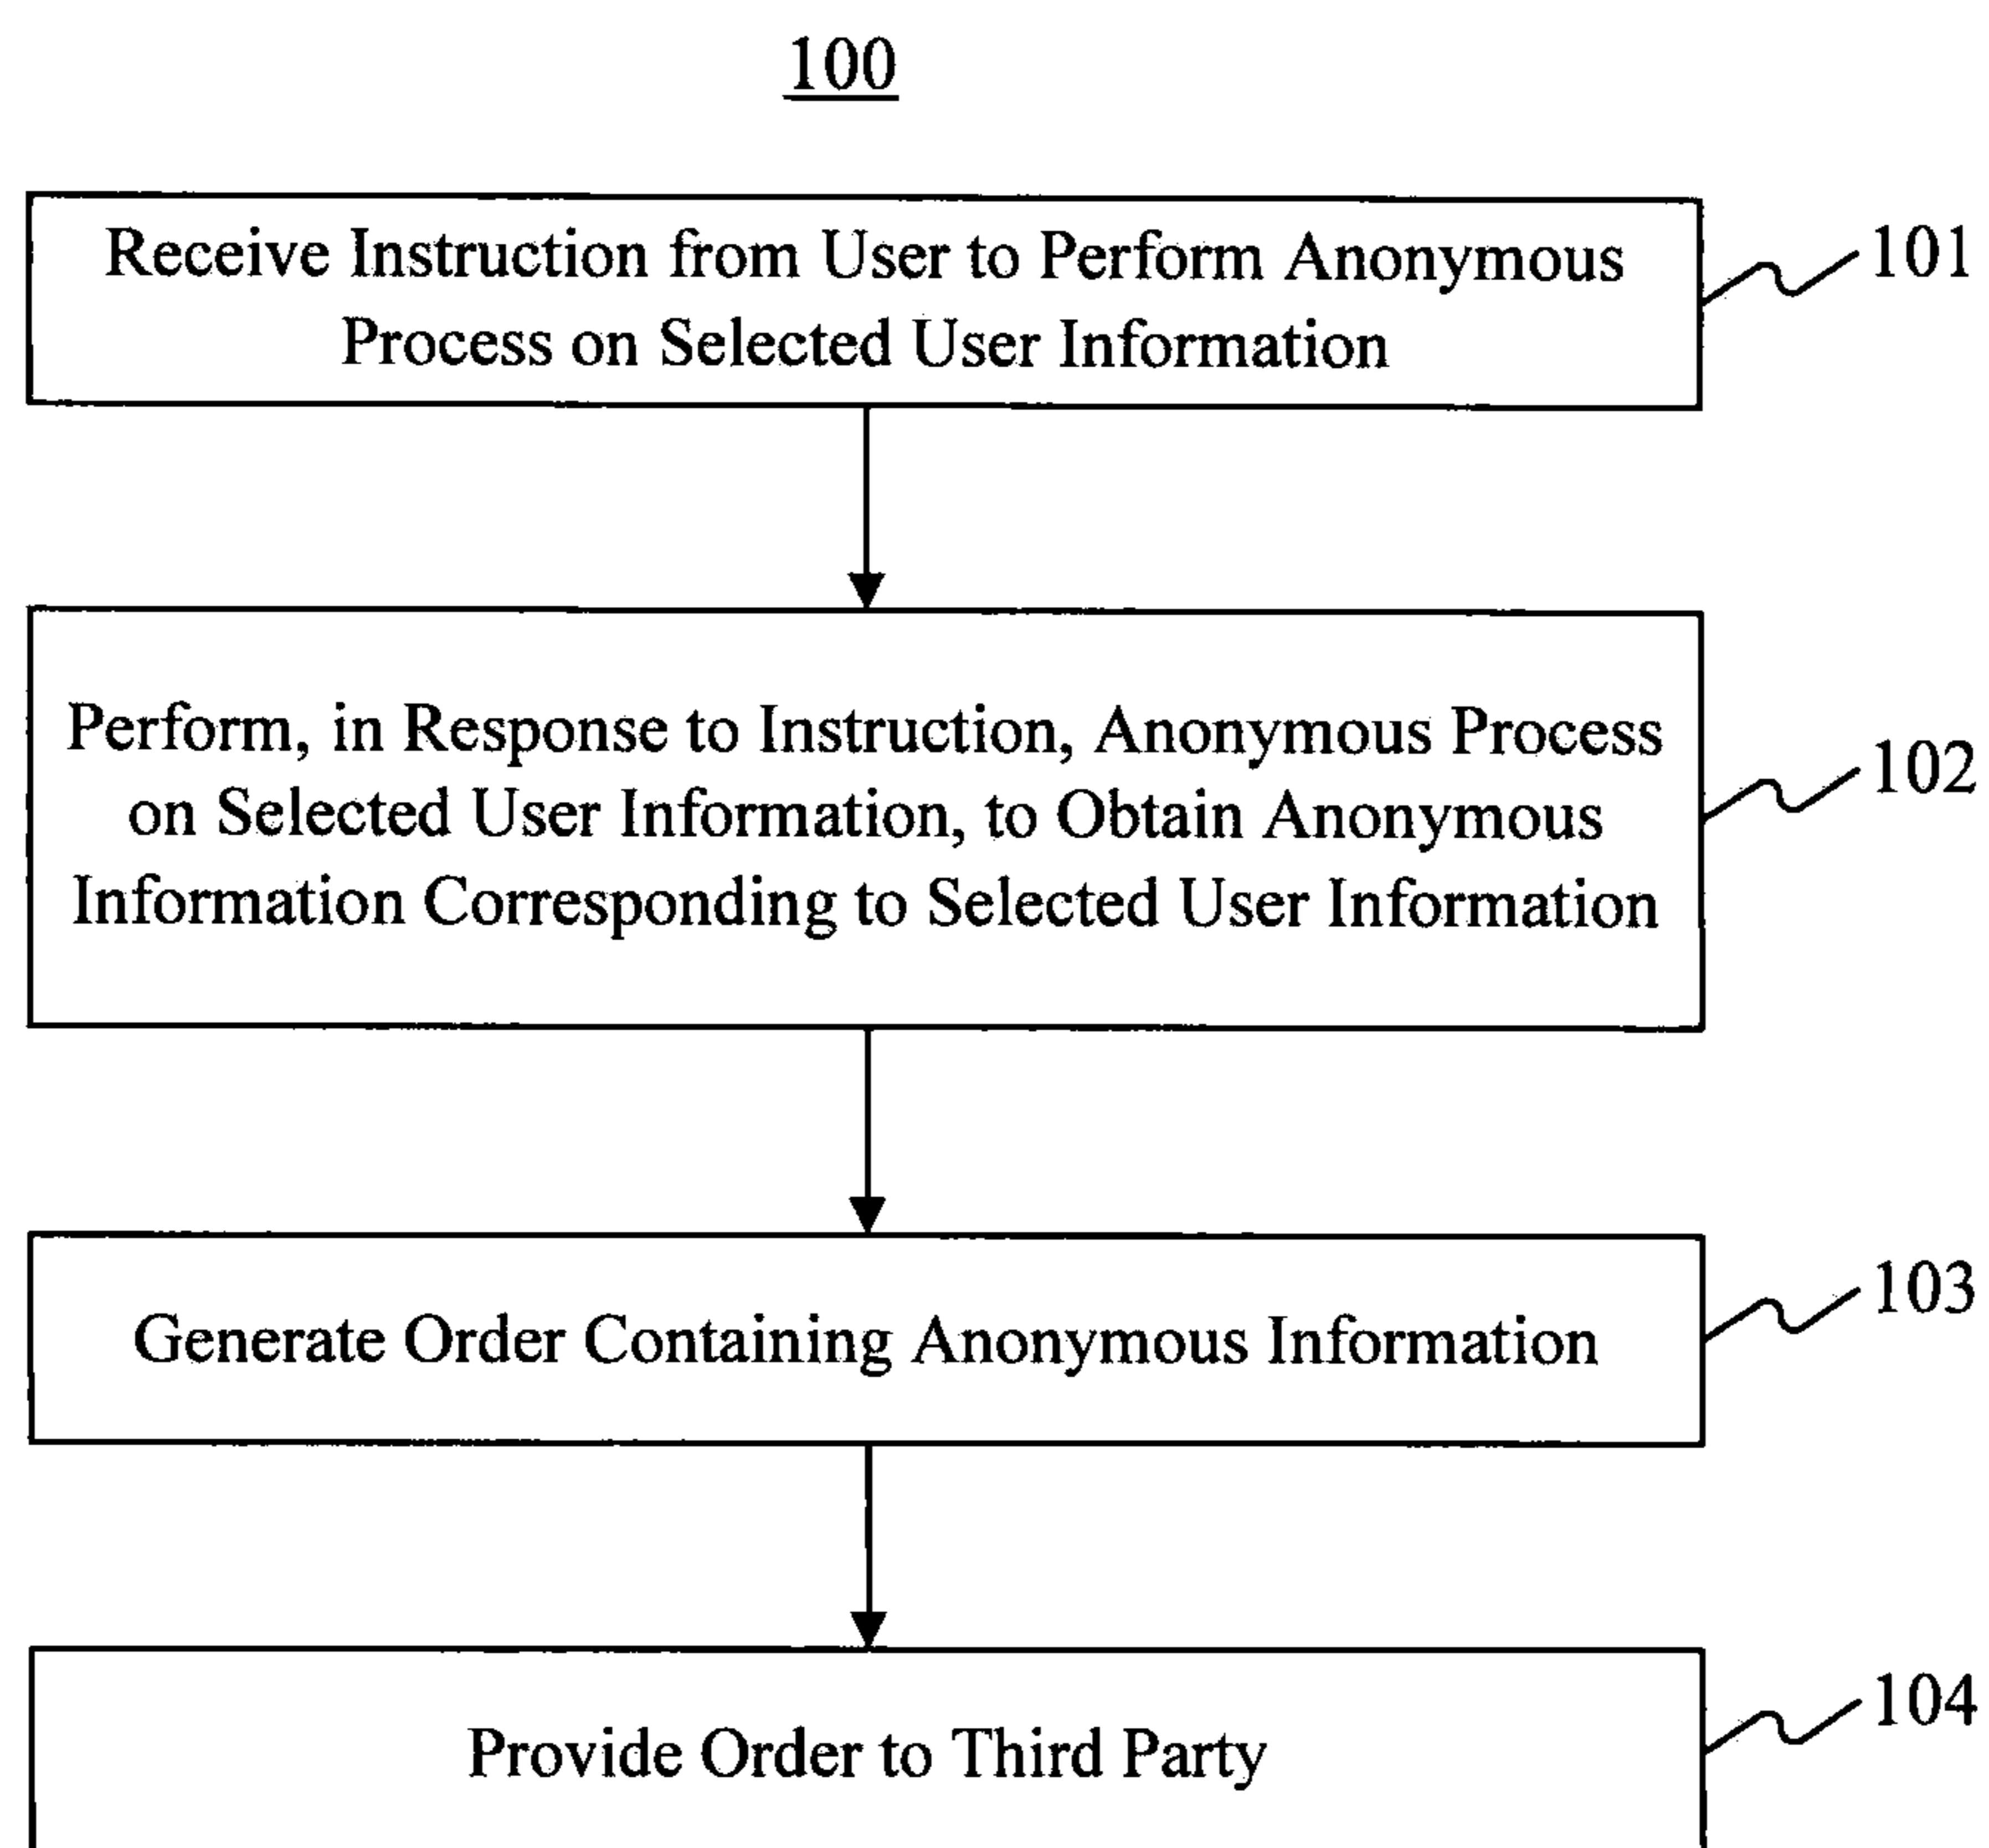 100
Receive Instruction from User to Perform Anonymous
Process on Selected User Information
101
Perform, in Response to Instruction, Anonymous Process
on Selected User Information, to Obtain Anonymous
Information Corresponding to Selected User Information
102
Generate Order Containing Anonymous Information
103
Provide Order to Third Party
104